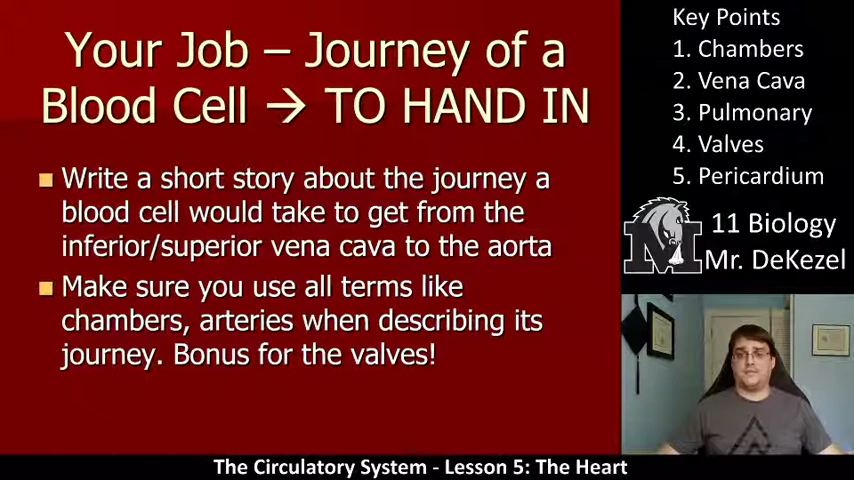 Your Job – Journey of a
Blood Cell → TO HAND IN
Write a short story about the journey a
blood cell would take to get from the
inferior/superior vena cava to the aorta
Make sure you use all terms like
chambers, arteries when describing its
journey. Bonus for the valves!
Key Points
1. Chambers
2. Vena Cava
3. Pulmonary
4. Valves
5. Pericardium
M
11 Biology
Mr. DeKezel
The Circulatory System - Lesson 5: The Heart